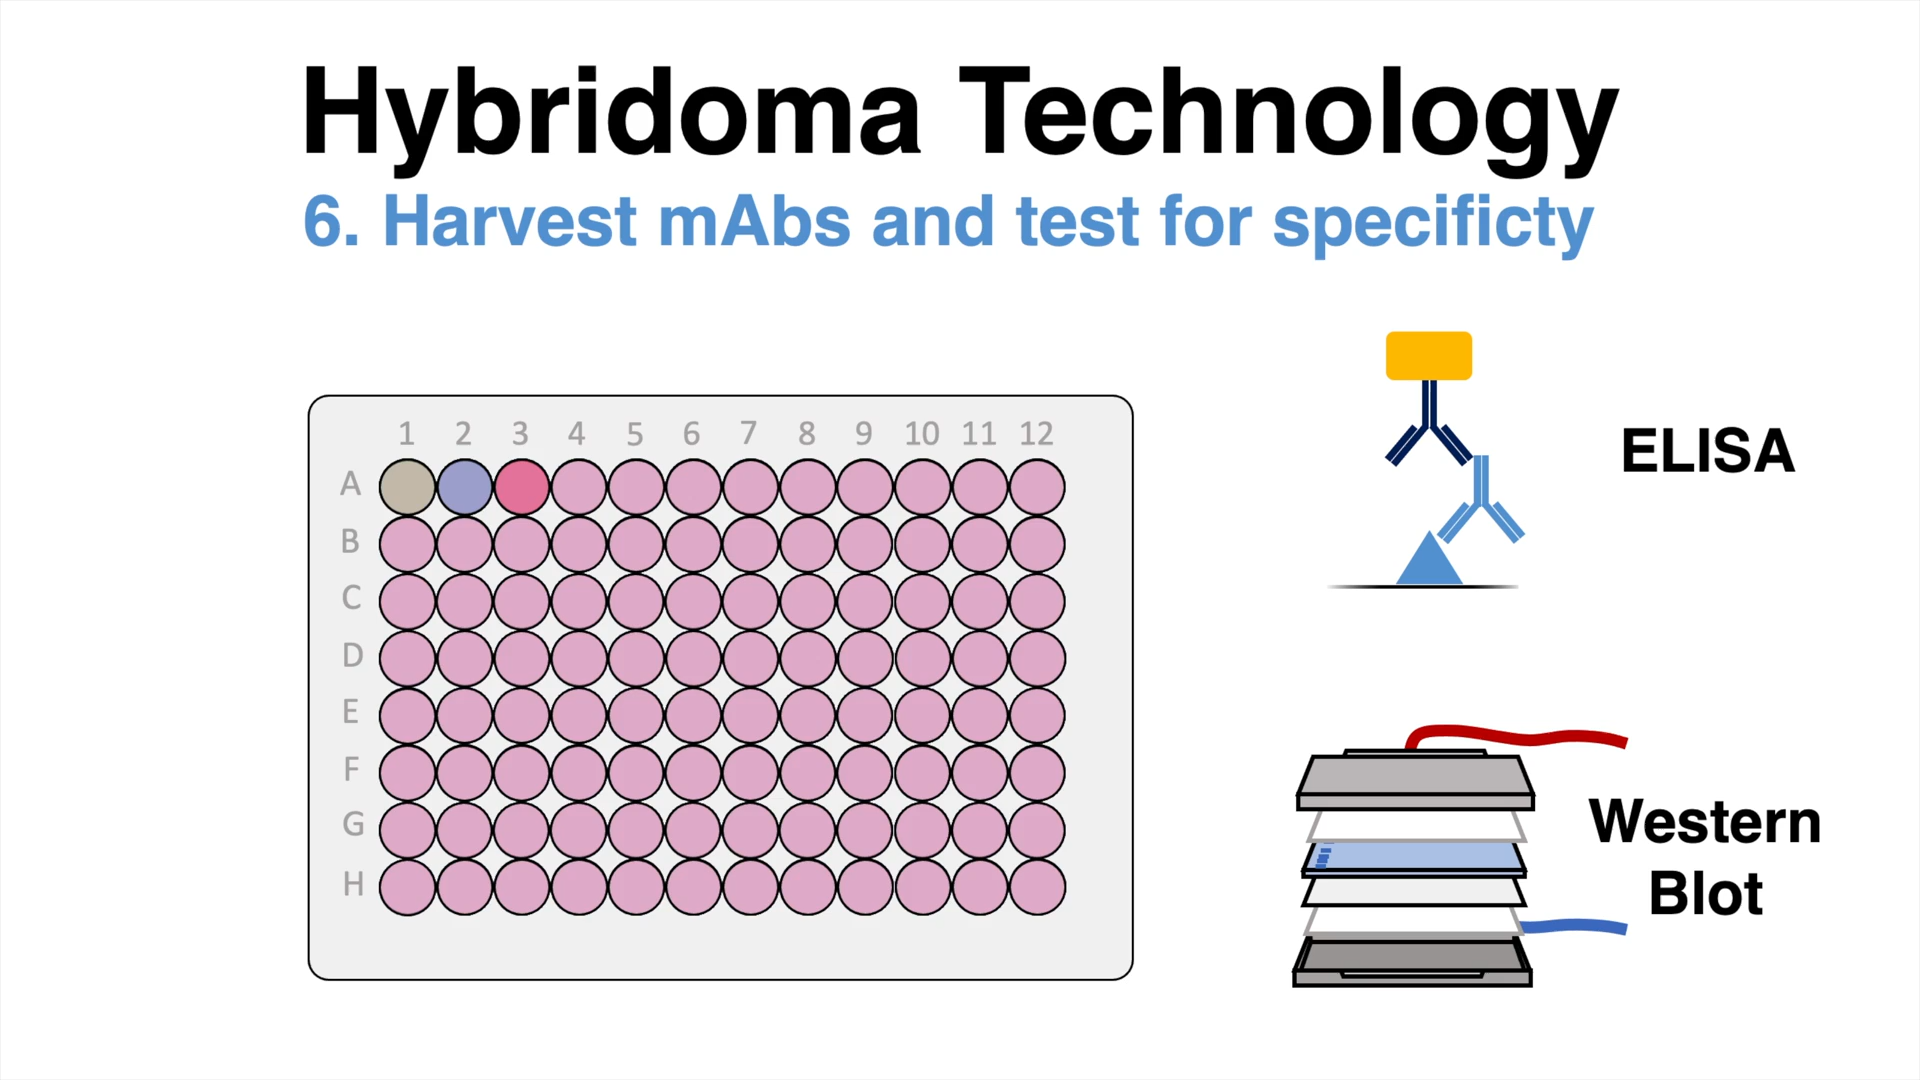 Hybridoma Technology
6. Harvest mAbs and test for specificty
1 2 3 4 5 6 7 8 9 10 11 12
A
B
C
D
E
F
G
H
ELISA
Western
Blot